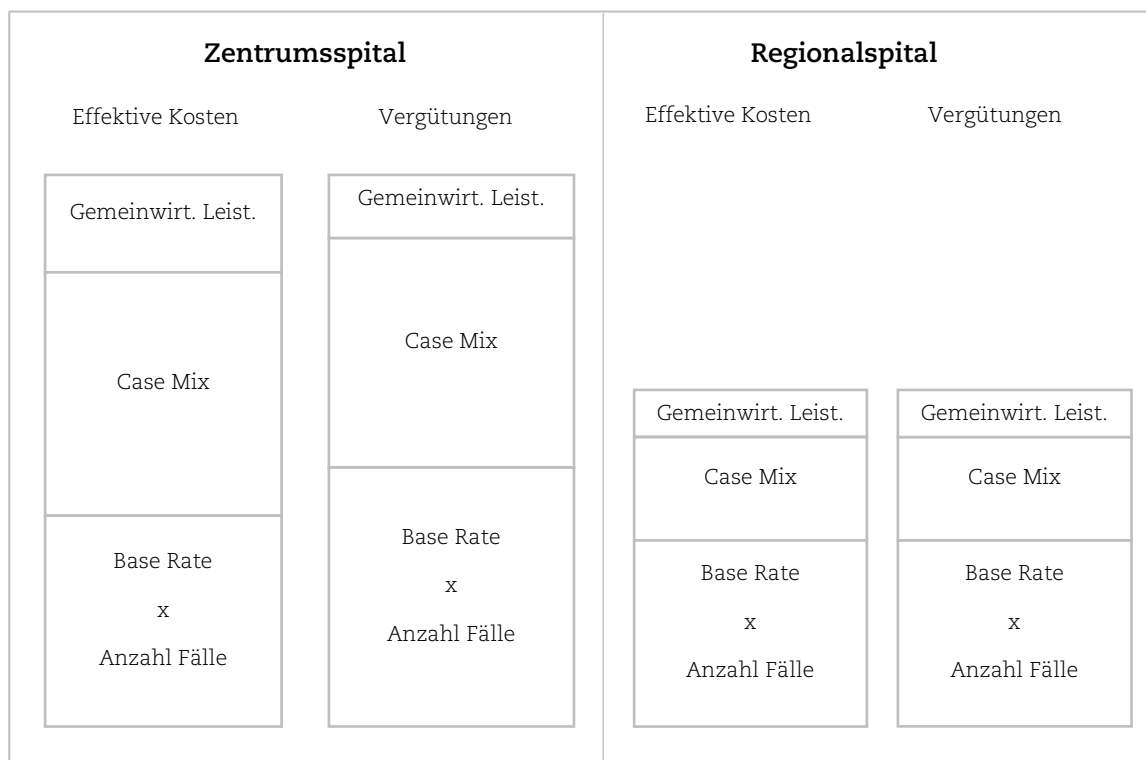 Zentrumsspital
Effektive Kosten
Vergütungen
Gemeinwirt. Leist.
Case Mix
Base Rate
x
Anzahl Fälle
Gemeinwirt. Leist.
Case Mix
Base Rate
x
Anzahl Fälle
Regionalspital
Effektive Kosten
Vergütungen
Gemeinwirt. Leist.
Case Mix
Base Rate
x
Anzahl Fälle
Gemeinwirt. Leist.
Case Mix
Base Rate
x
Anzahl Fälle